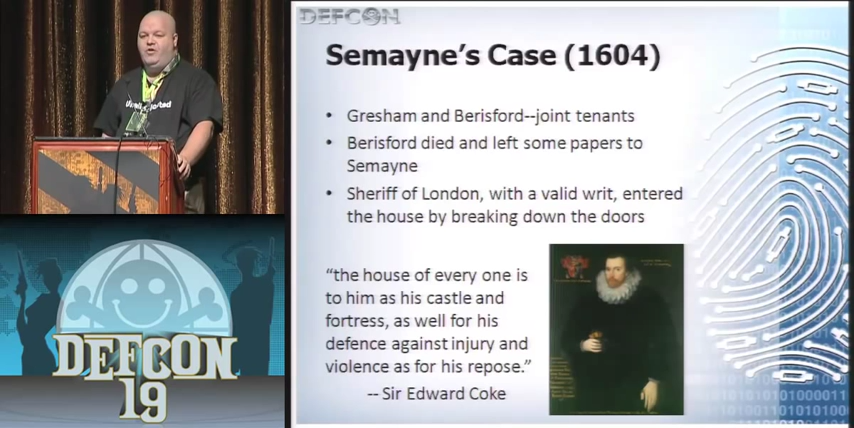 DEFCON
Semayne's Case (1604)
• Gresham and Berisford--joint tenants
• Berisford died and left some papers to
Semayne
• Sheriff of London, with a valid writ, entered
the house by breaking down the doors
"the house of every one is
to him as his castle and
fortress, as well for his
defence against injury and
violence as for his repose."
-- Sir Edward Coke
DEFCON
19